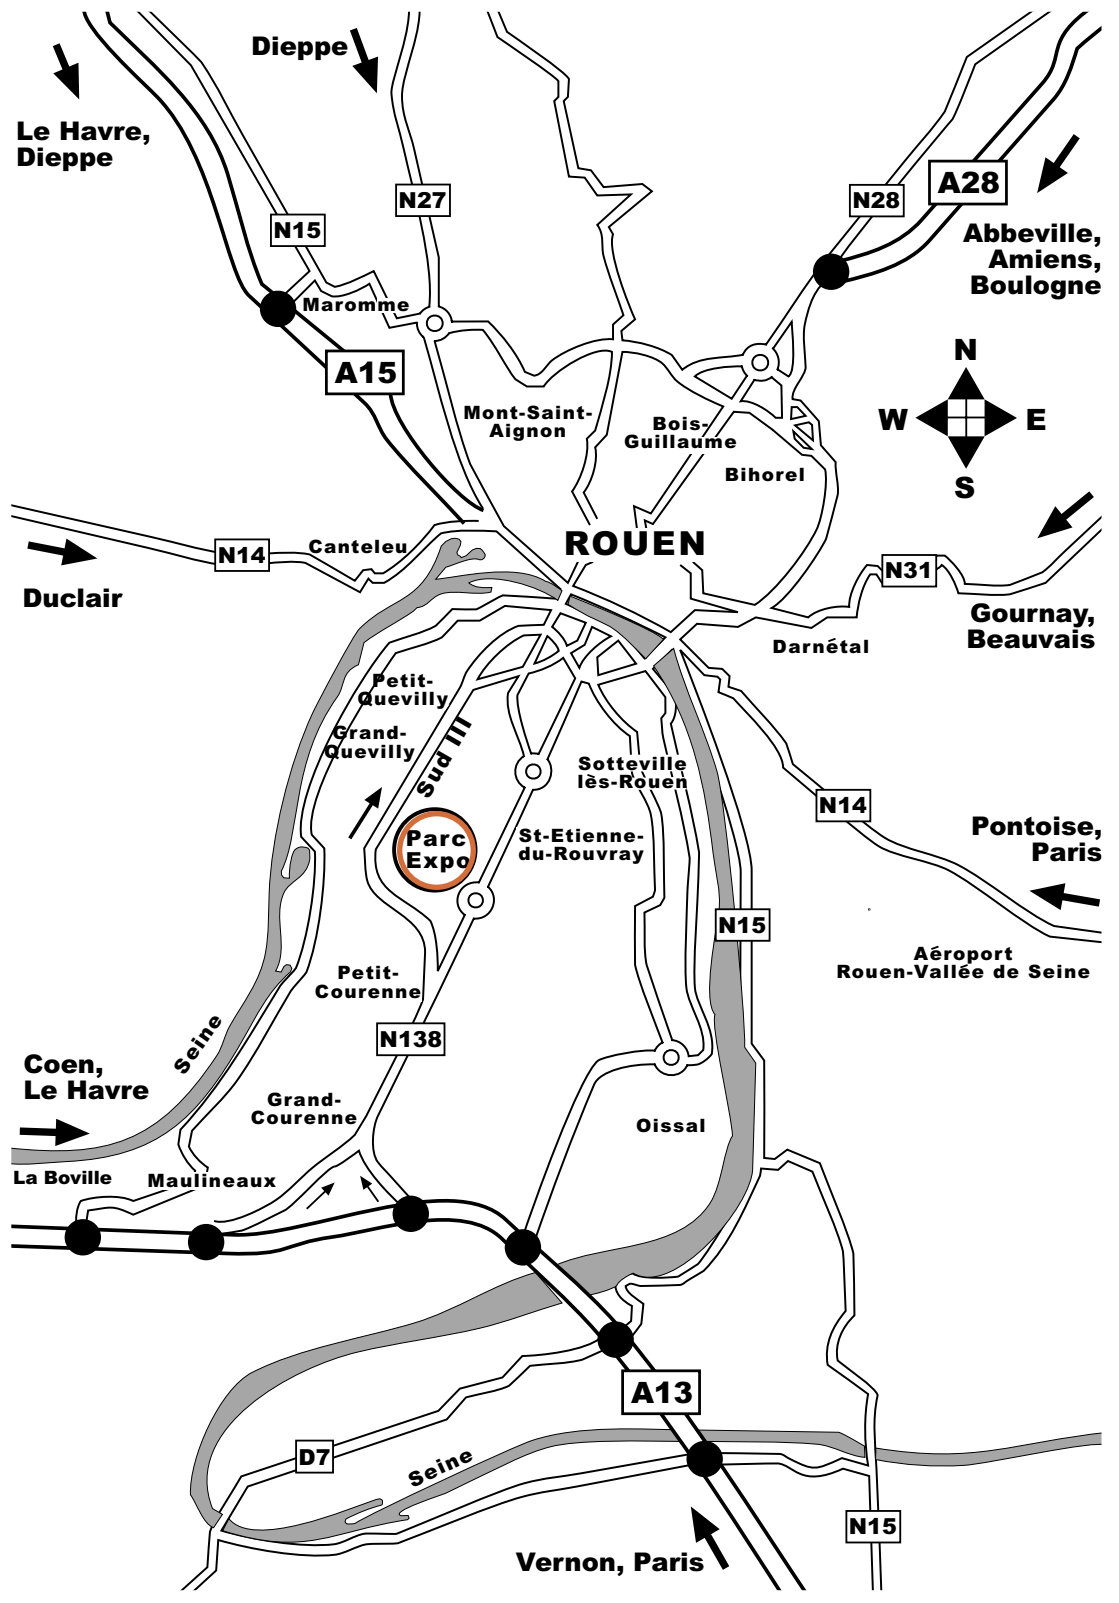 Dieppe
Le Havre,
Dieppe
N27
N28
A28
N15
Abbeville,
Amiens,
Boulogne
Maromme
A15
N
W E
S
Mont-Saint-
Aignon
Bois-
Guillaume
Bihorel
N14
Canteleu
ROUEN
N31
Duclair
Gournay,
Beauvais
Darnétal
Petit-
Quevilly
Grand-
Quevilly
Sud III
Sotteville
lès-Rouen
N14
Parc
Expo
St-Etienne-
du-Rouvray
Pontoise,
Paris
N15
Aéroport
Rouen-Vallée de Seine
Petit-
Courenne
Seine
N138
Coen,
Le Havre
Grand-
Courenne
Oissal
La Boville
Maulineaux
A13
D7
Seine
N15
Vernon, Paris